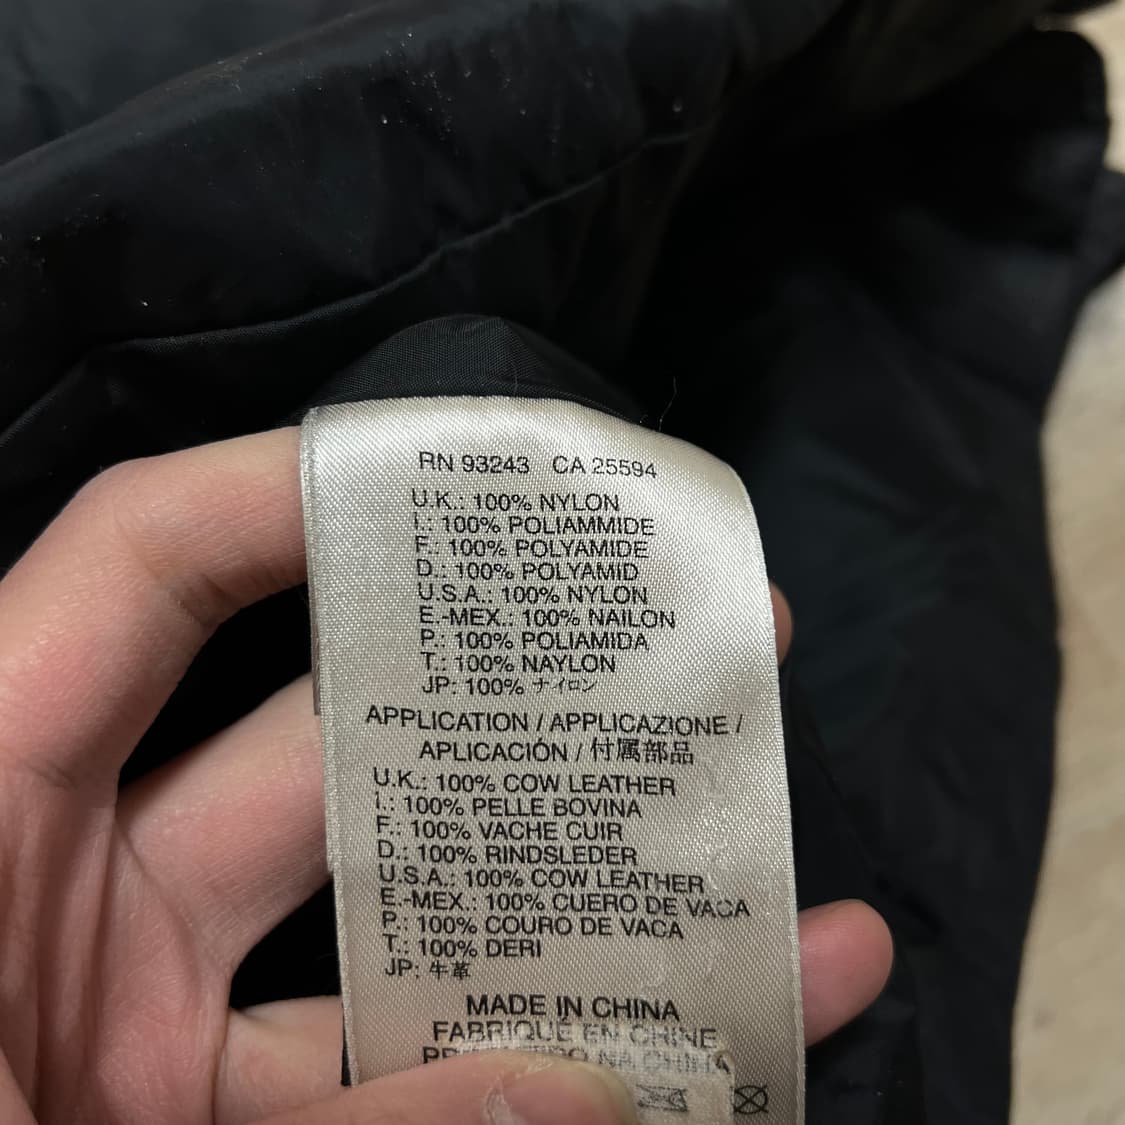 RN 93243 CA 25594
U.K.: 100% NYLON
I.: 100% POLIAMMIDE
F.: 100% POLYAMIDE
D.: 100% POLYAMID
U.S.A.: 100% NYLON
E.-MEX.: 100% NAILON
P.: 100% POLIAMIDA
T.: 100% NAYLON
JP: 100% ナイロン
APPLICATION / APPLICAZIONE /
APLICACIÓN / 付属部品
U.K.: 100% COW LEATHER
I.: 100% PELLE BOVINA
F.: 100% VACHE CUIR
D.: 100% RINDSLEDER
U.S.A.: 100% COW LEATHER
E.-MEX.: 100% CUERO DE VACA
P.: 100% COURO DE VACA
T.: 100% DERI
JP: 牛革
MADE IN CHINA
FABRIQUÉ EN CHINE
NA CHINA